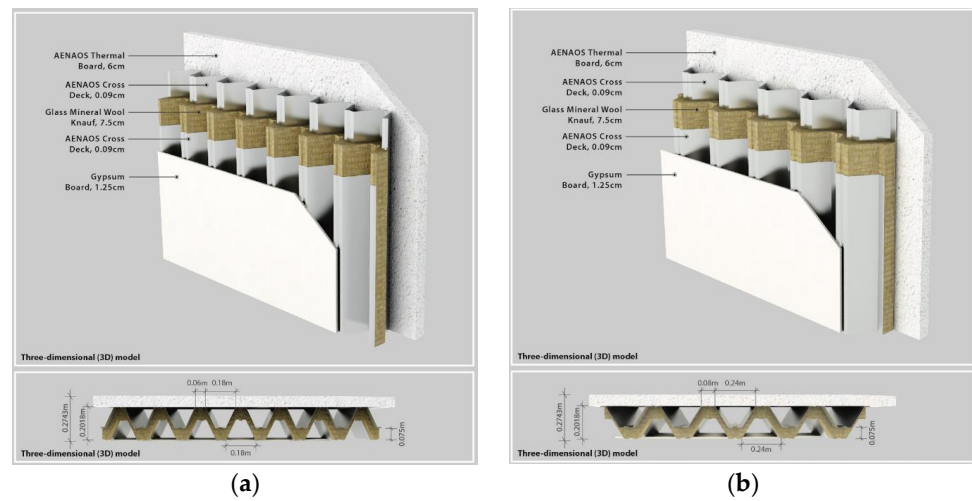 AENAOS Thermal
Board, 6cm
AENAOS Cross
Deck, 0.09cm
Glass Mineral Wool
Knauf, 7.5cm
AENAOS Cross
Deck, 0.09cm
Gypsum
Board, 1.25cm
Three-dimensional (3D) model
0.06m
0.18m
0.2743m
0.2018m
0.075m
0.18m
Three-dimensional (3D) model
(a)
AENAOS Thermal
Board, 6cm
AENAOS Cross
Deck, 0.09cm
Glass Mineral Wool
Knauf, 7.5cm
AENAOS Cross
Deck, 0.09cm
Gypsum
Board, 1.25cm
Three-dimensional (3D) model
0.08m
0.24m
0.2743m
0.2018m
0.075m
0.24m
Three-dimensional (3D) model
(b)